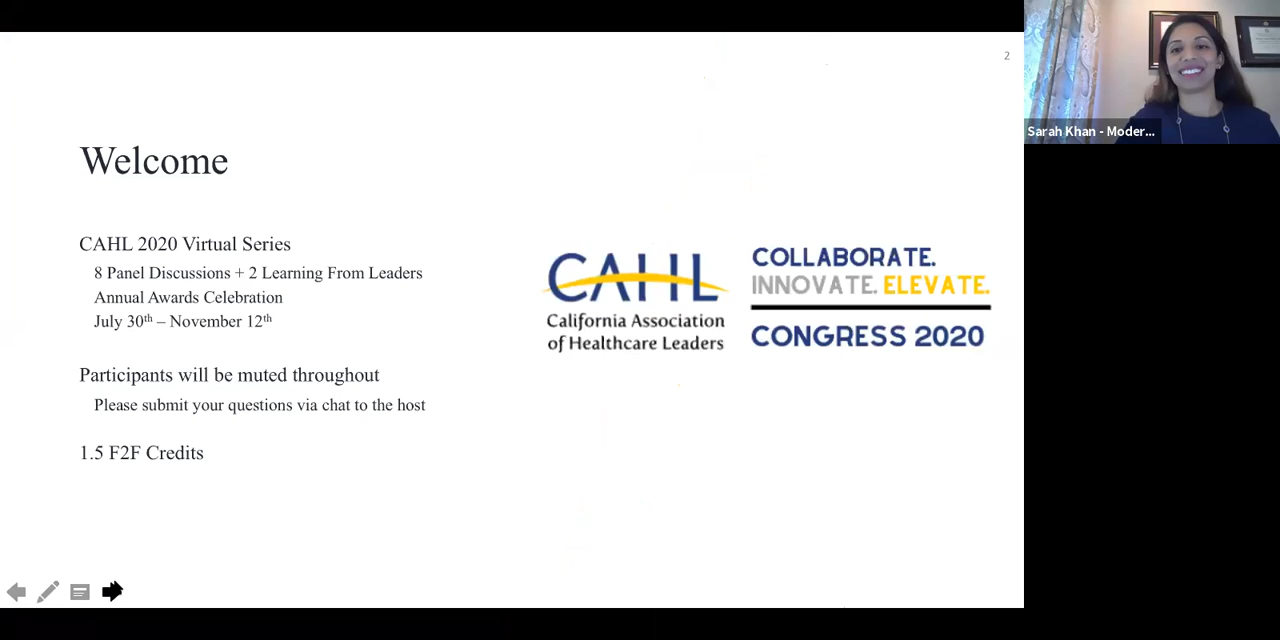 2
Sarah Khan - Moder...
Welcome
CAHL 2020 Virtual Series
8 Panel Discussions + 2 Learning From Leaders
Annual Awards Celebration
July 30th – November 12th
Participants will be muted throughout
Please submit your questions via chat to the host
1.5 F2F Credits
CAHL
California Association
of Healthcare Leaders
COLLABORATE.
INNOVATE. ELEVATE.
CONGRESS 2020